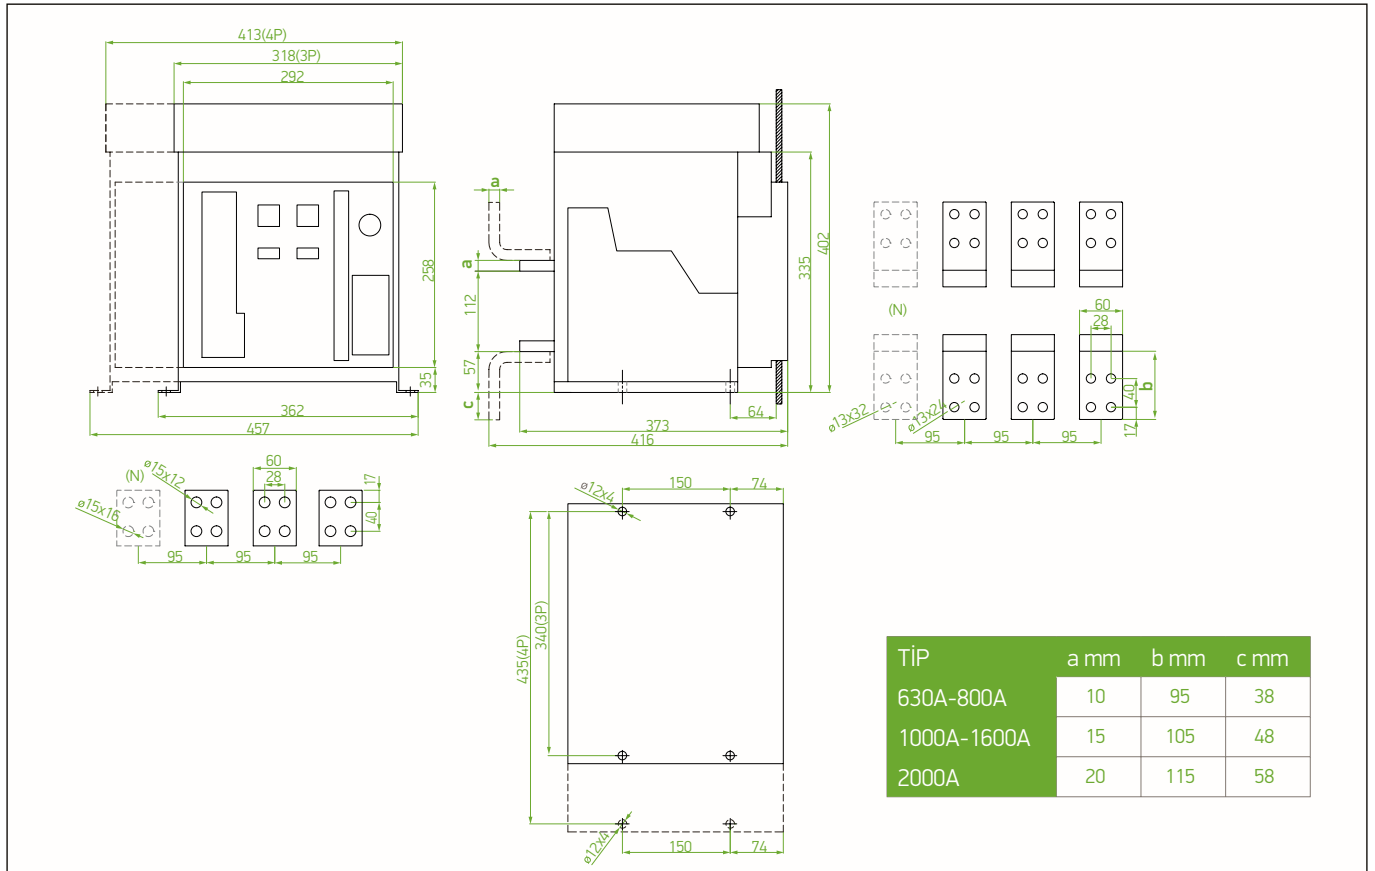 413(4P)
318(3P)
292
258
35
362
457
a
a
112
57
c
402
335
64
373
416
(N)
60
28
40
b
17
ø13x32
ø13x24
95
95
95
(N)
ø15x12
ø15x16
60
28
17
40
95
95
95
150
74
ø12x4
340(3P)
435(4P)
ø12x4
150
74
TİP a mm b mm c mm
630A-800A 10 95 38
1000A-1600A 15 105 48
2000A 20 115 58